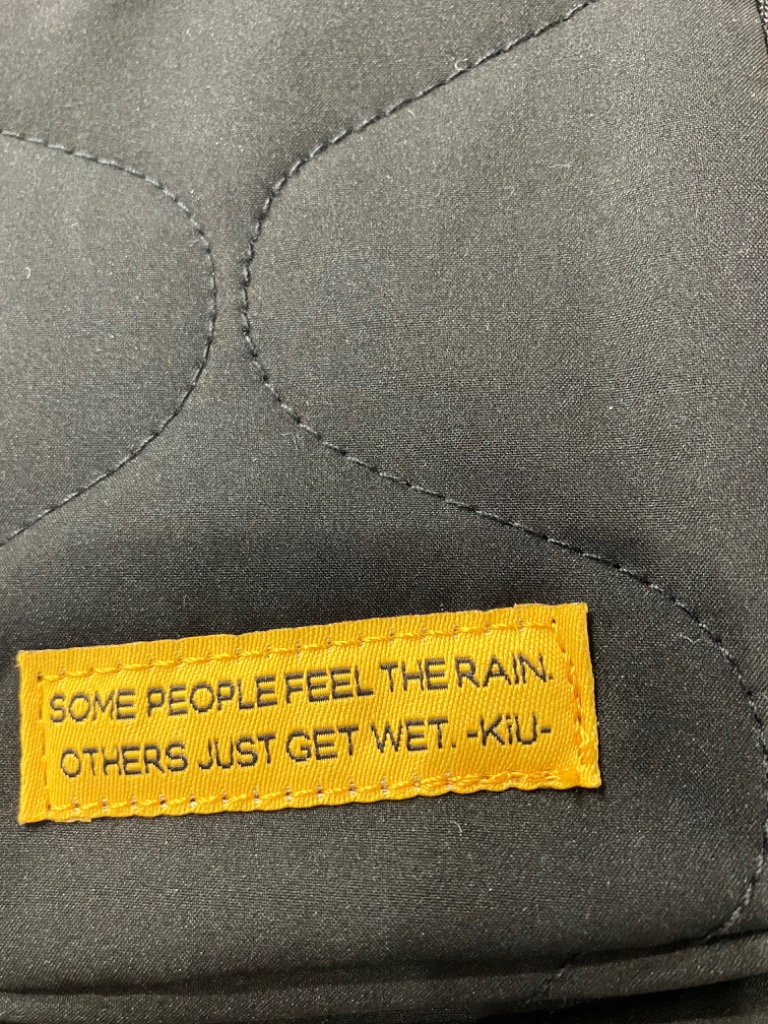 SOME PEOPLE FEEL THE RAIN.
OTHERS JUST GET WET. -KiU-